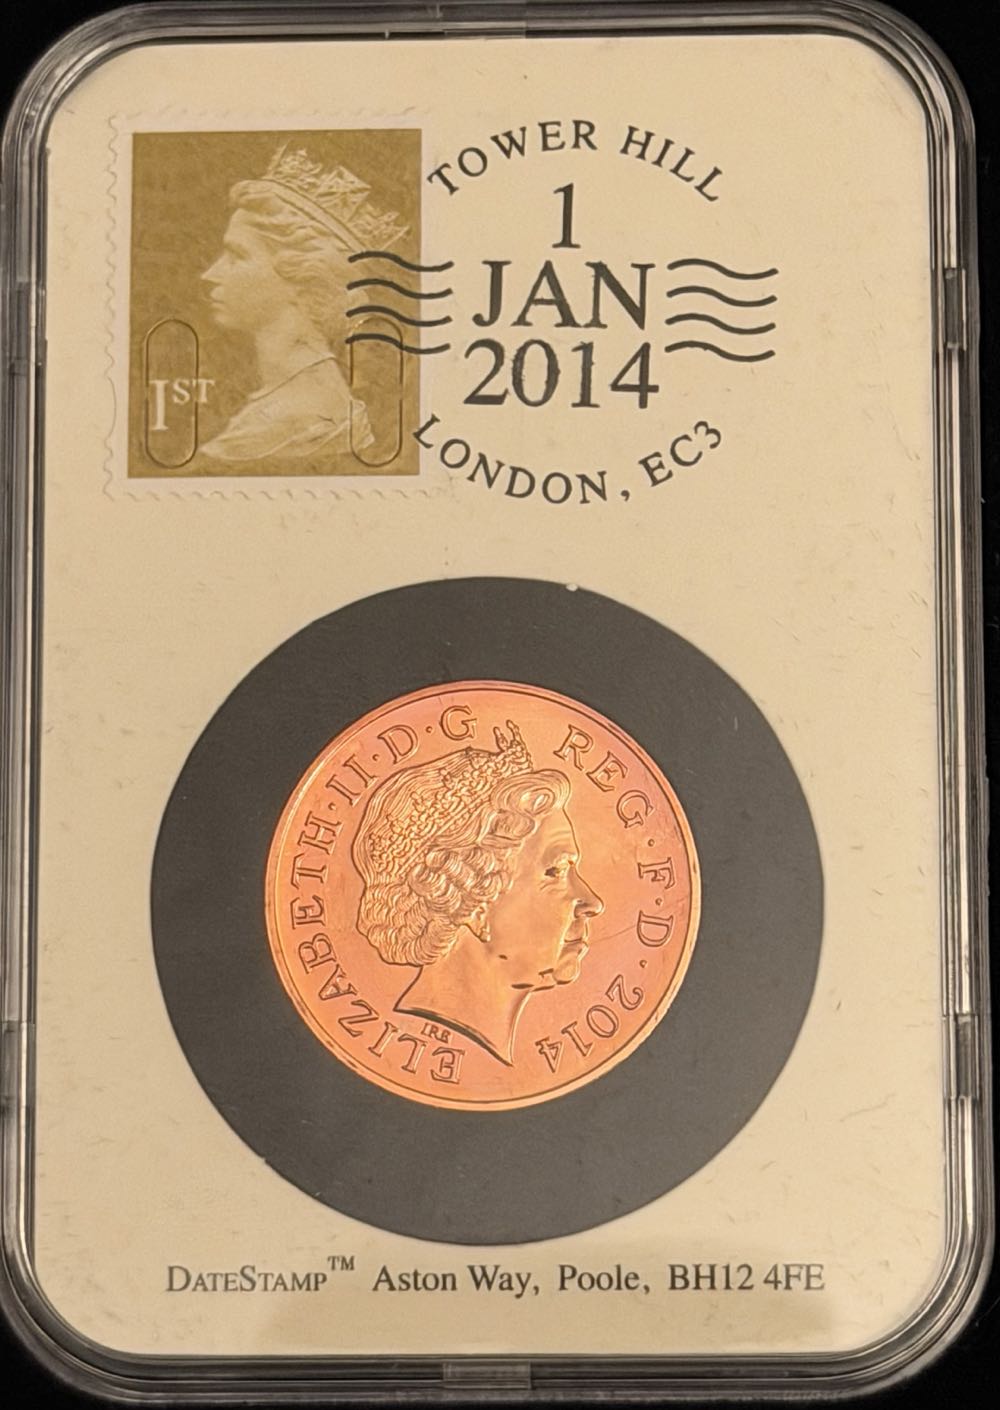 1ST
TOWER HILL
1
JAN
2014
LONDON, EC3
ELIZABETH·II·D·G REG·F·D·2014
IRB
DATESTAMP™ Aston Way, Poole, BH12 4FE